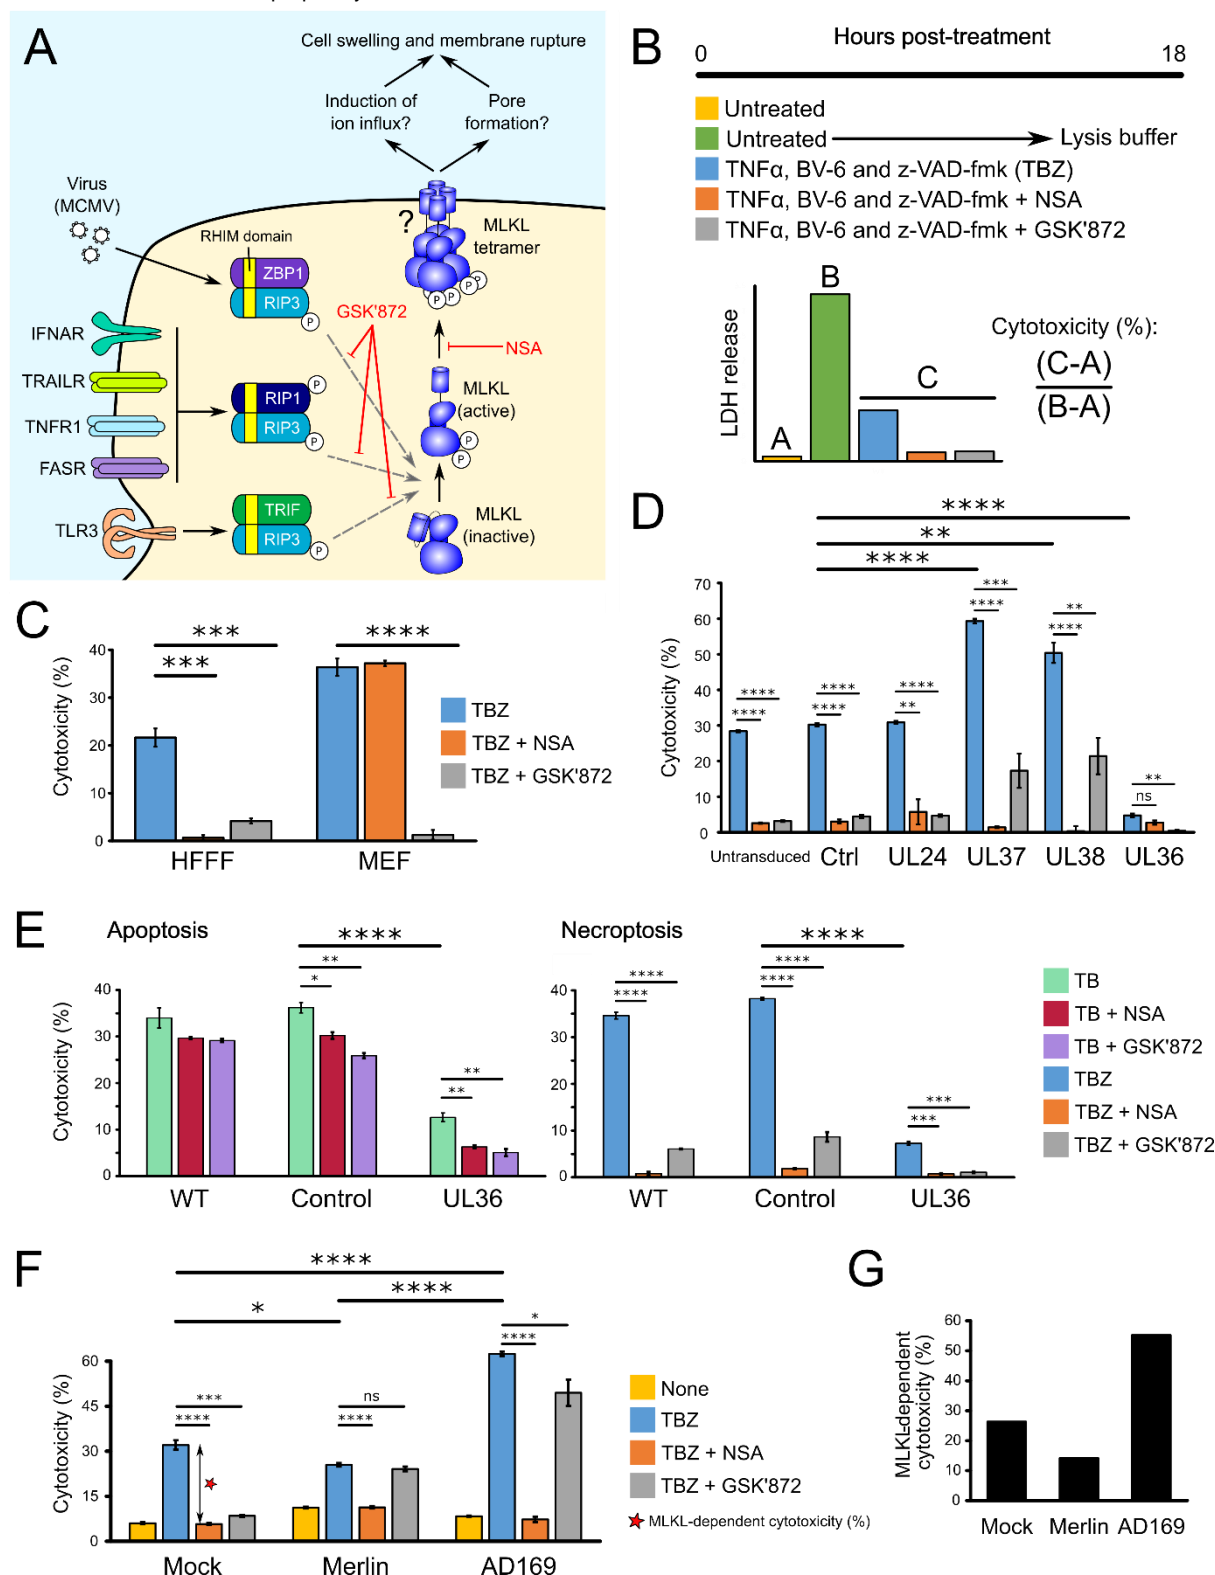 A
Cell swelling and membrane rupture
Induction of
ion influx?
Pore
formation?
Virus
(MCMV)
?
MLKL
tetramer
RHIM domain
ZBP1
RIP3
P
P
P
P
P
P
GSK'872
NSA
IFNAR
TRAILR
TNFR1
FASR
TLR3
RIP1
P
RIP3
P
MLKL
(active)
P
P
TRIF
RIP3
P
MLKL
(inactive)
B
Hours post-treatment
0
18
Untreated
Untreated
Lysis buffer
TNFα, BV-6 and z-VAD-fmk (TBZ)
TNFα, BV-6 and z-VAD-fmk + NSA
TNFα, BV-6 and z-VAD-fmk + GSK'872
LDH release
A
B
C
Cytotoxicity (%):
(C-A)
(B-A)
C
Cytotoxicity (%)
40
20
0
***
***
****
HFFF
MEF
TBZ
TBZ + NSA
TBZ + GSK'872
D
Cytotoxicity (%)
70
60
50
40
30
20
10
0
****
**
****
****
****
****
****
****
**
***
****
**
****
**
ns
Untransduced
Ctrl
UL24
UL37
UL38
UL36
E
Apoptosis
Cytotoxicity (%)
40
30
30
10
0
****
**
*
**
**
WT
Control
UL36
Necroptosis
40
30
30
10
0
****
****
****
****
****
***
***
WT
Control
UL36
TB
TB + NSA
TB + GSK'872
TBZ
TBZ + NSA
TBZ + GSK'872
F
Cytotoxicity (%)
60
45
30
15
0
****
****
*
***
****
ns
****
*
****
Mock
Merlin
AD169
None
TBZ
TBZ + NSA
TBZ + GSK'872
MLKL-dependent cytotoxicity (%)
G
MLKL-dependent
cytotoxicity (%)
60
50
40
30
20
10
0
Mock
Merlin
AD169